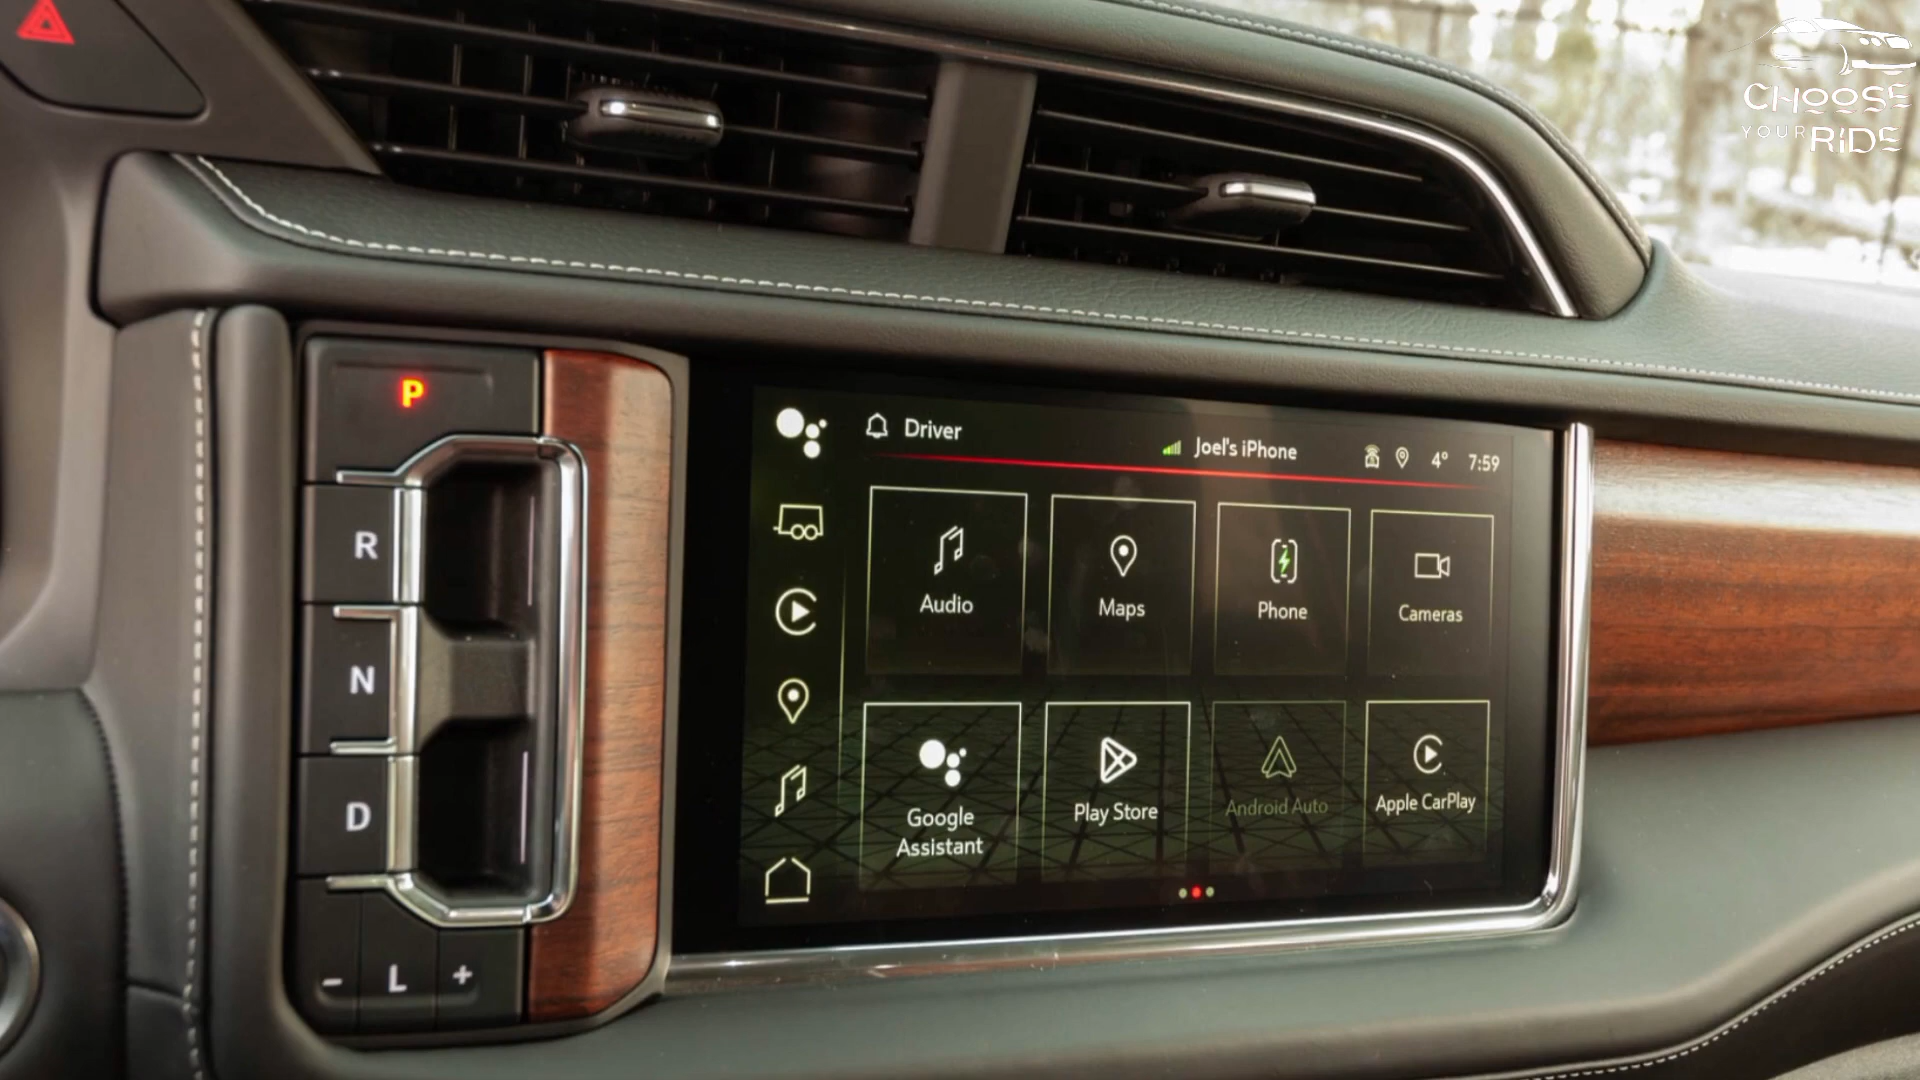 CHOOSE
YOUR RIDE
P
R
N
D
- L +
Driver
Joel's iPhone
4° 7:59
Audio
Maps
Phone
Cameras
Google
Assistant
Play Store
Android Auto
Apple CarPlay